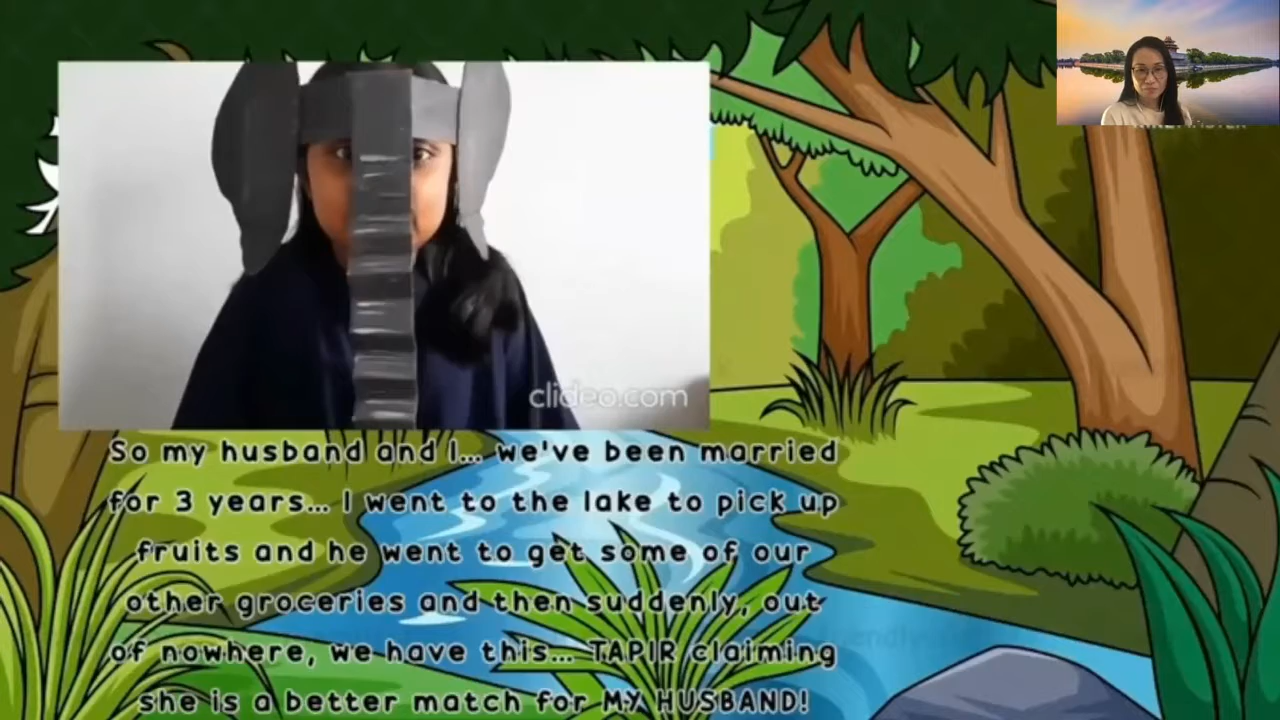 clideo.com
So my husband and I... we've been married
for 3 years... I went to the lake to pick up
fruits and he went to get some of our
other groceries and then suddenly, out
of nowhere, we have this... TAPIR claiming
she is a better match for MY HUSBAND!